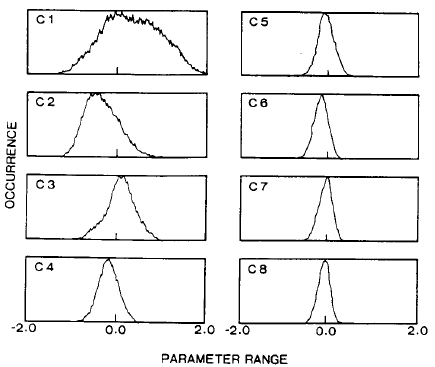 C1
C5
C2
C6
C3
C7
C4
C8
OCCURRENCE
-2.0 0.0 2.0
-2.0 0.0 2.0
PARAMETER RANGE